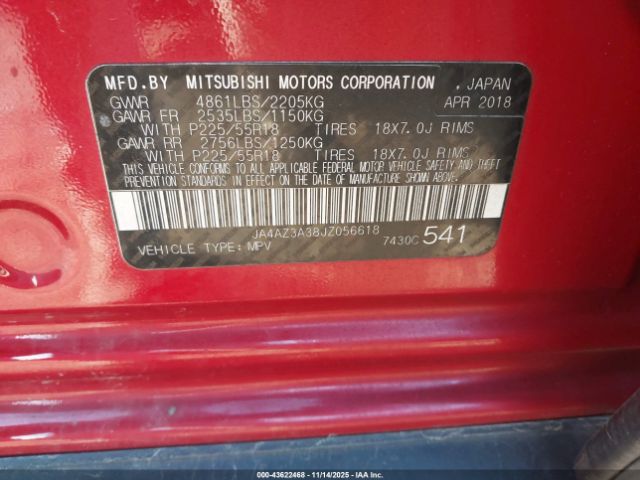 MFD.BY MITSUBISHI MOTORS CORPORATION , JAPAN
GVWR 4861LBS/2205KG APR 2018
GAWR FR 2535LBS/1150KG
WITH P225/55R18 TIRES 18X7.0J RIMS
GAWR RR 2756LBS/1250KG
WITH P225/55R18 TIRES 18X7.0J RIMS
THIS VEHICLE CONFORMS TO ALL APPLICABLE FEDERAL MOTOR VEHICLE SAFETY AND THEFT
PREVENTION STANDARDS IN EFFECT ON THE DATE OF MANUFACTURE SHOWN ABOVE.
JA4AZ3A38JZ056618
VEHICLE TYPE: MPV 7430C 541
© IAA-43622468 - 11/14/2025 - IAAI.COM